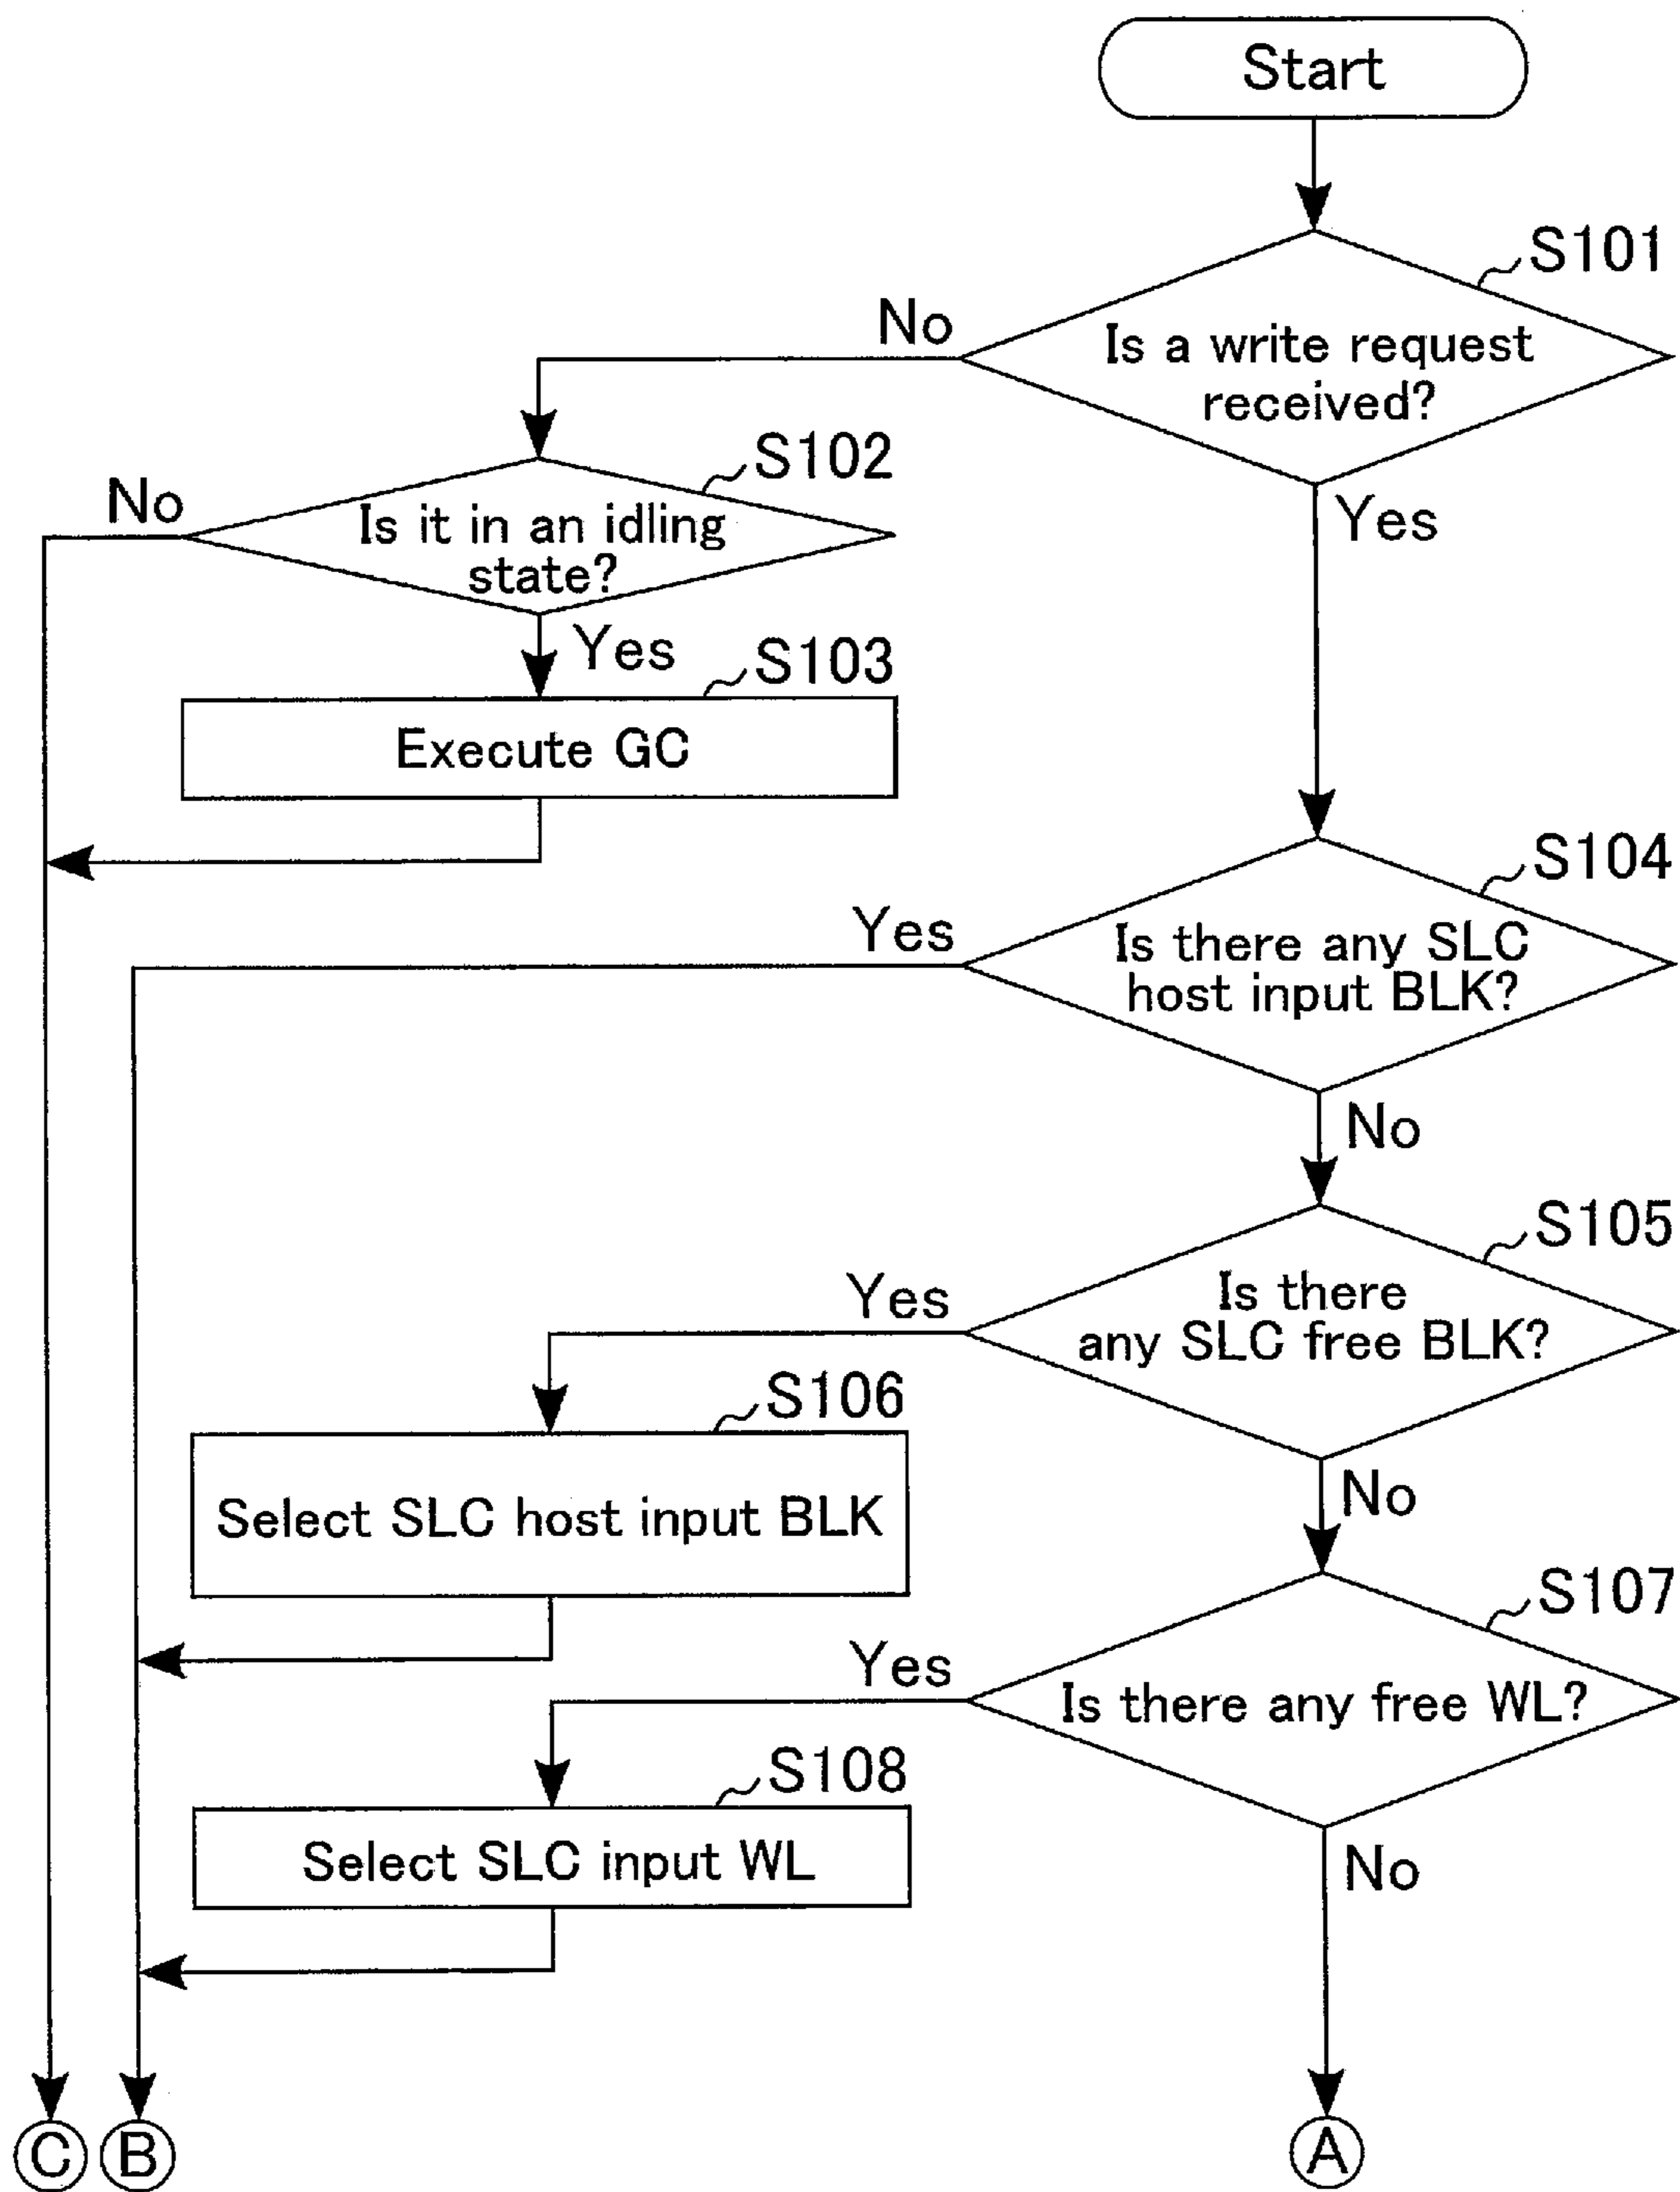 Start
S101
No
Is a write request
received?
Yes
S102
No
Is it in an idling
state?
Yes
S103
Execute GC
S104
Yes
Is there any SLC
host input BLK?
No
S105
Yes
Is there
any SLC free BLK?
No
S106
Select SLC host input BLK
S107
Yes
Is there any free WL?
No
S108
Select SLC input WL
C
B
A